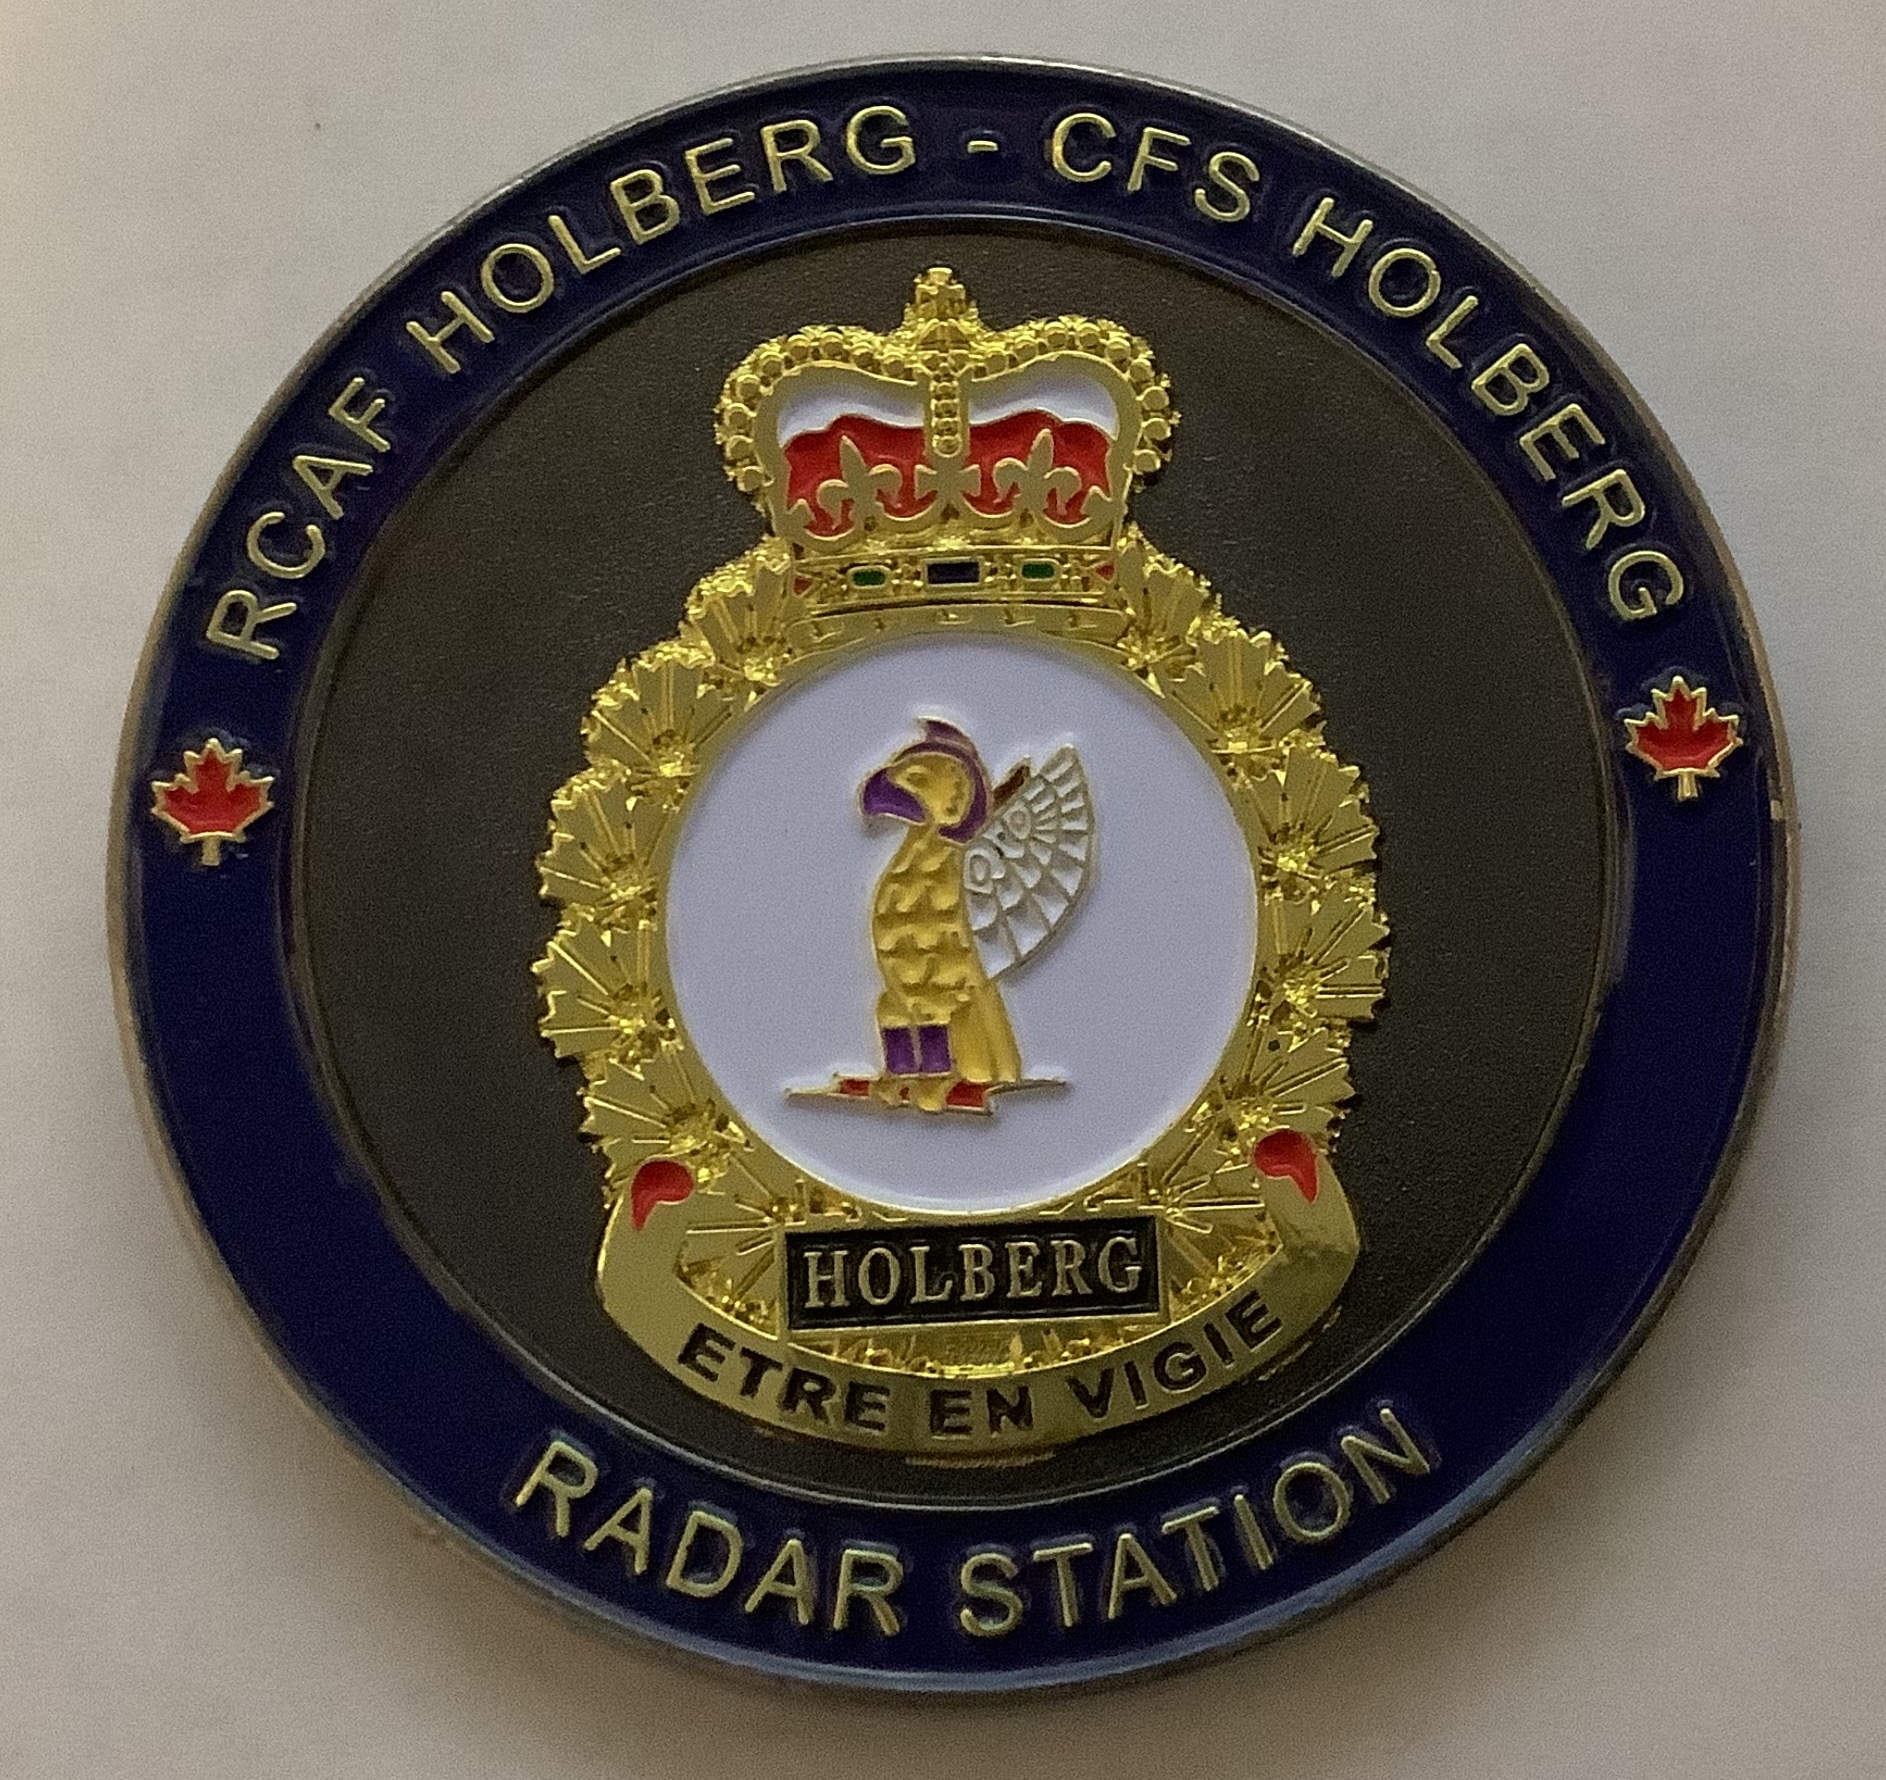 RCAF HOLBERG - CFS HOLBERG
HOLBERG
ETRE EN VIGIE
RADAR STATION